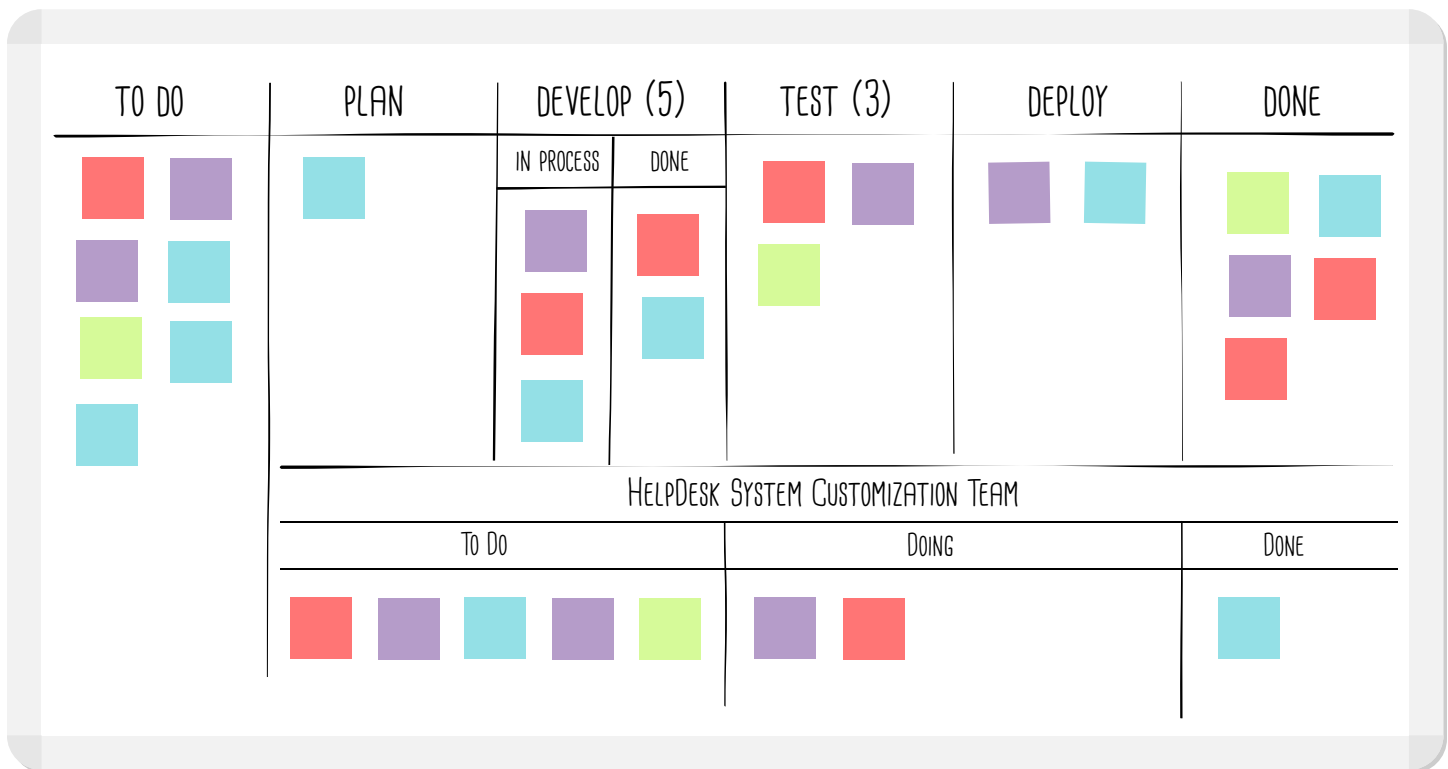 TO DO
PLAN
DEVELOP (5)
TEST (3)
DEPLOY
DONE
IN PROCESS
DONE
HELPDESK SYSTEM CUSTOMIZATION TEAM
TO DO
DOING
DONE